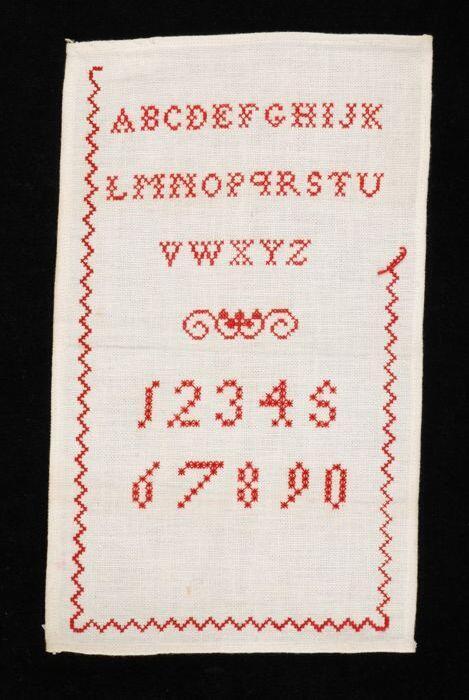 ABCDEFGHIJK
LMNOPQRSTU
VWXYZ
12345
67890